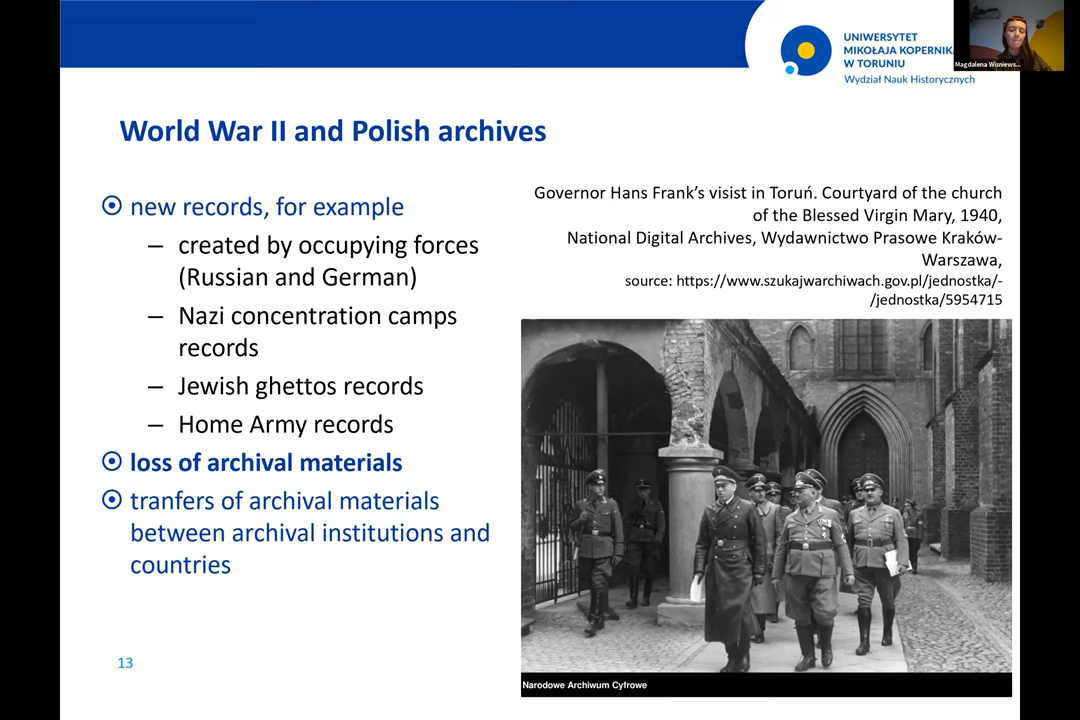 UNIWERSYTET
MIKOŁAJA KOPERNIKA
W TORUNIU
Wydział Nauk Historycznych
Magdalena Wisniews...
World War II and Polish archives
new records, for example
– created by occupying forces
(Russian and German)
– Nazi concentration camps
records
– Jewish ghettos records
– Home Army records
loss of archival materials
tranfers of archival materials
between archival institutions and
countries
Governor Hans Frank’s visist in Toruń. Courtyard of the church
of the Blessed Virgin Mary, 1940,
National Digital Archives, Wydawnictwo Prasowe Kraków-
Warszawa,
source: https://www.szukajwarchiwach.gov.pl/jednostka/-
/jednostka/5954715
Narodowe Archiwum Cyfrowe
13